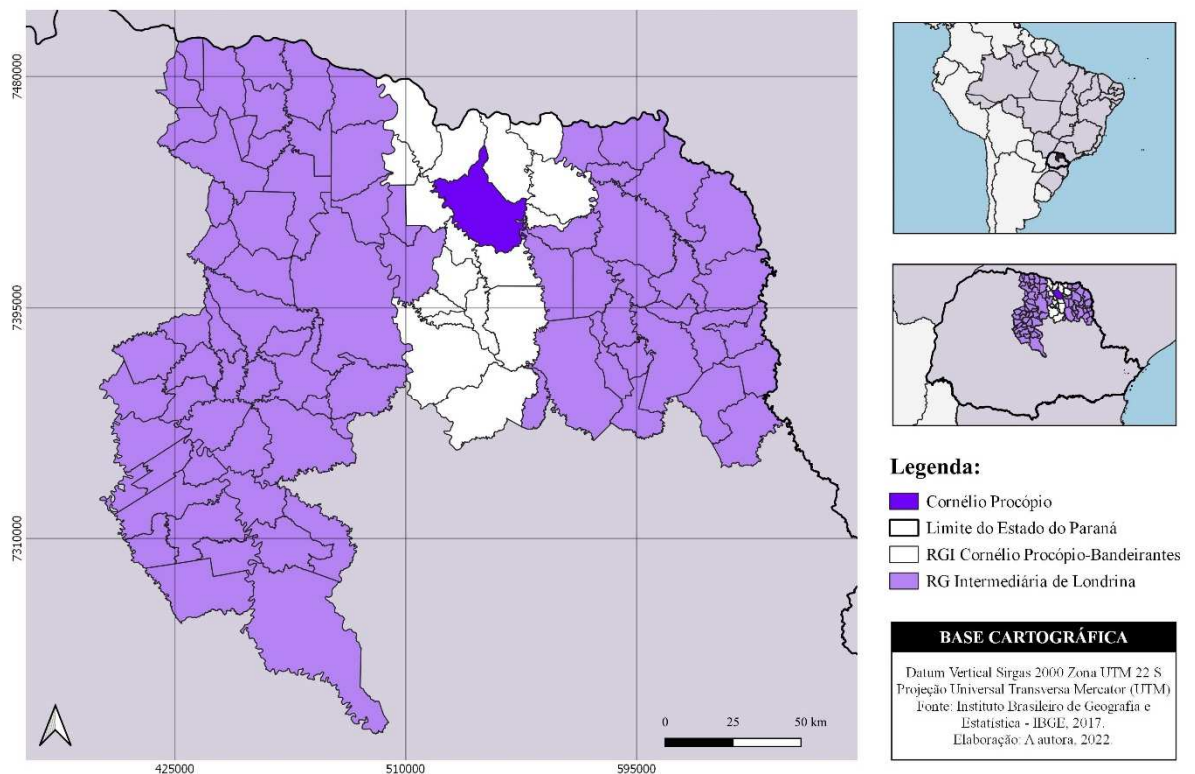 7480000
7395000
7310000
425000
510000
595000
0 25 50 km
Legenda:
Cornélio Procópio
Limite do Estado do Paraná
RGI Cornélio Procópio-Bandeirantes
RG Intermediária de Londrina
BASE CARTOGRÁFICA
Datum Vertical Sirgas 2000 Zona UTM 22 S
Projeção Universal Transversa Mercator (UTM)
Fonte: Instituto Brasileiro de Geografia e
Estatística - IBGE, 2017.
Elaboração: A autora, 2022.